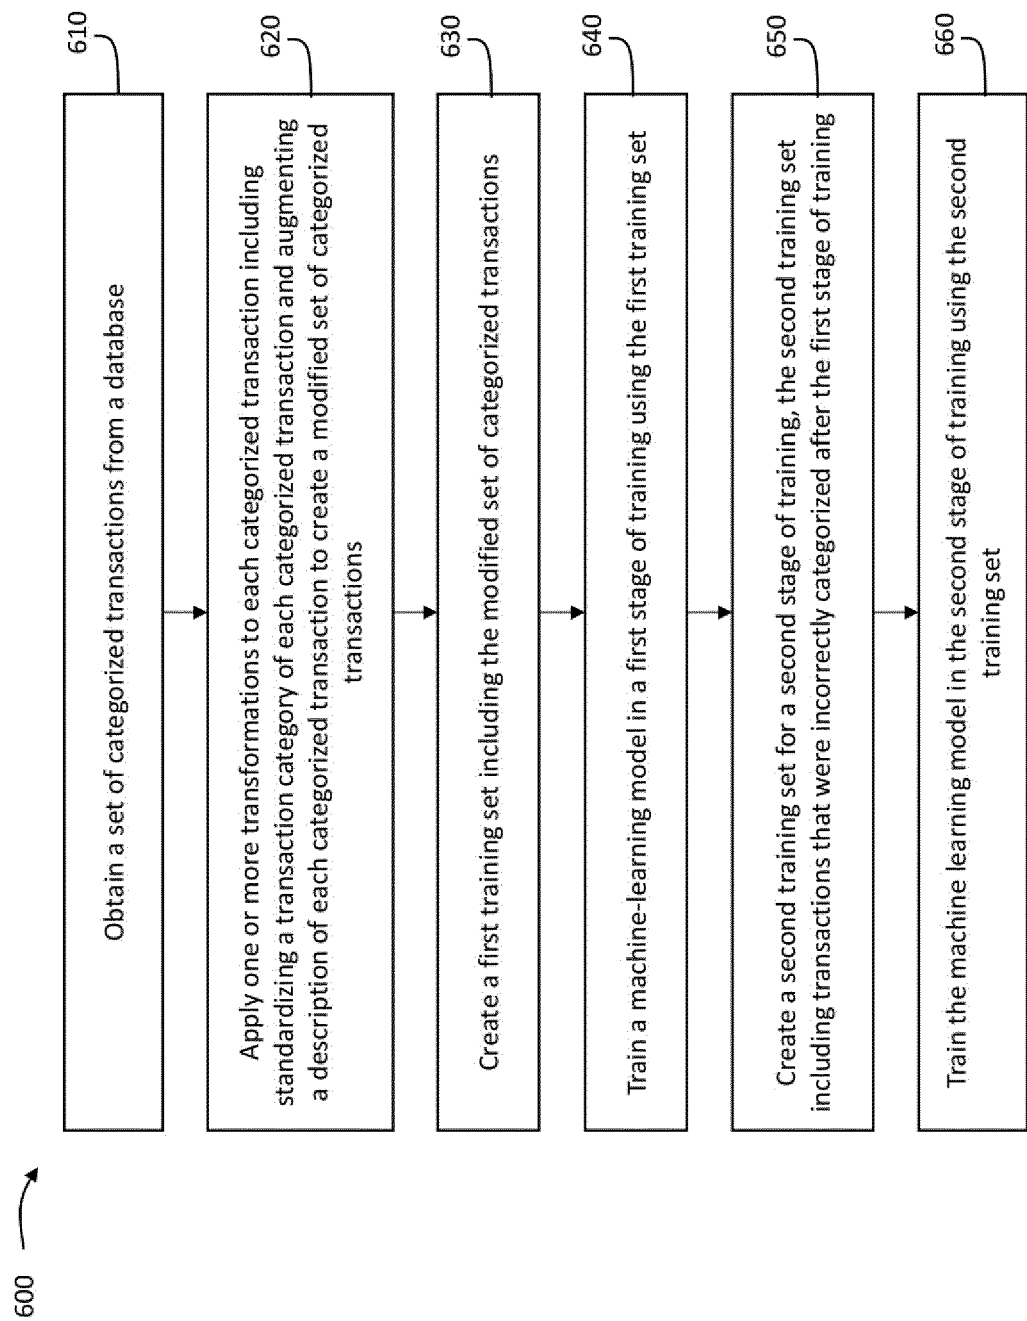 600
610
Obtain a set of categorized transactions from a database
620
Apply one or more transformations to each categorized transaction including
standardizing a transaction category of each categorized transaction and augmenting
a description of each categorized transaction to create a modified set of categorized
transactions
630
Create a first training set including the modified set of categorized transactions
640
Train a machine-learning model in a first stage of training using the first training set
650
Create a second training set for a second stage of training, the second training set
including transactions that were incorrectly categorized after the first stage of training
660
Train the machine learning model in the second stage of training using the second
training set